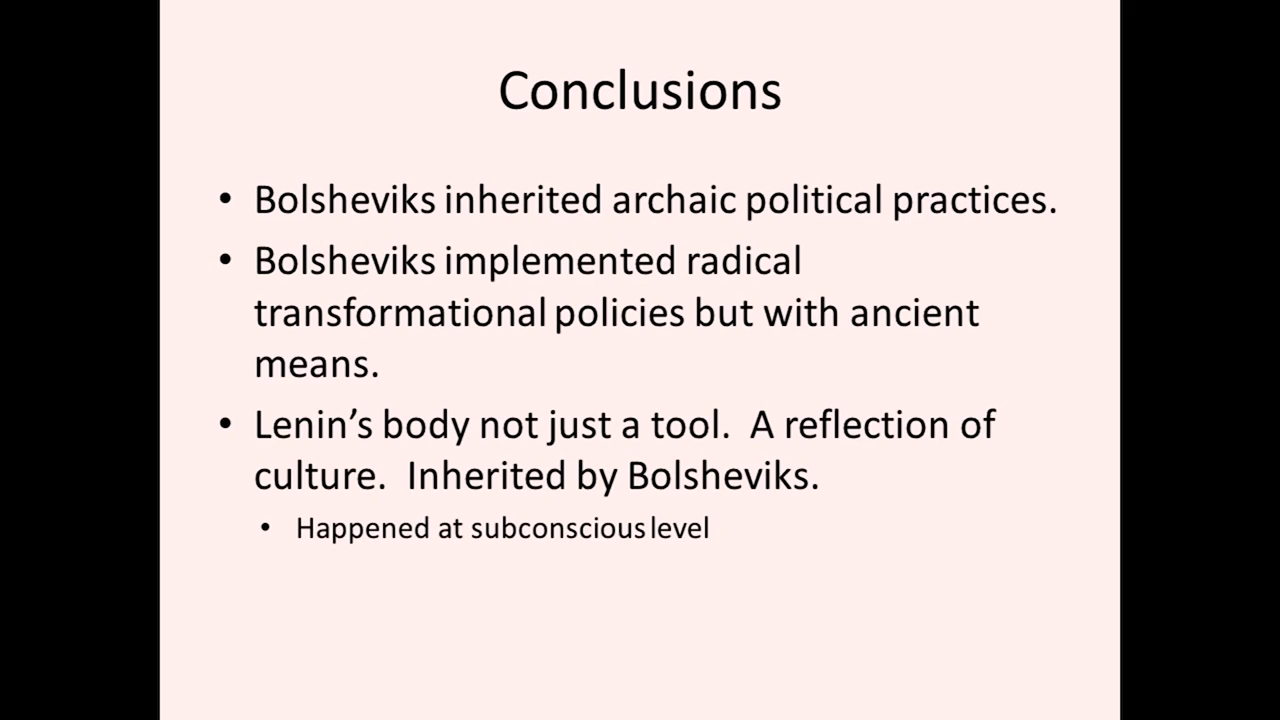 Conclusions
• Bolsheviks inherited archaic political practices.
• Bolsheviks implemented radical
transformational policies but with ancient
means.
• Lenin’s body not just a tool.  A reflection of
culture.  Inherited by Bolsheviks.
• Happened at subconscious level